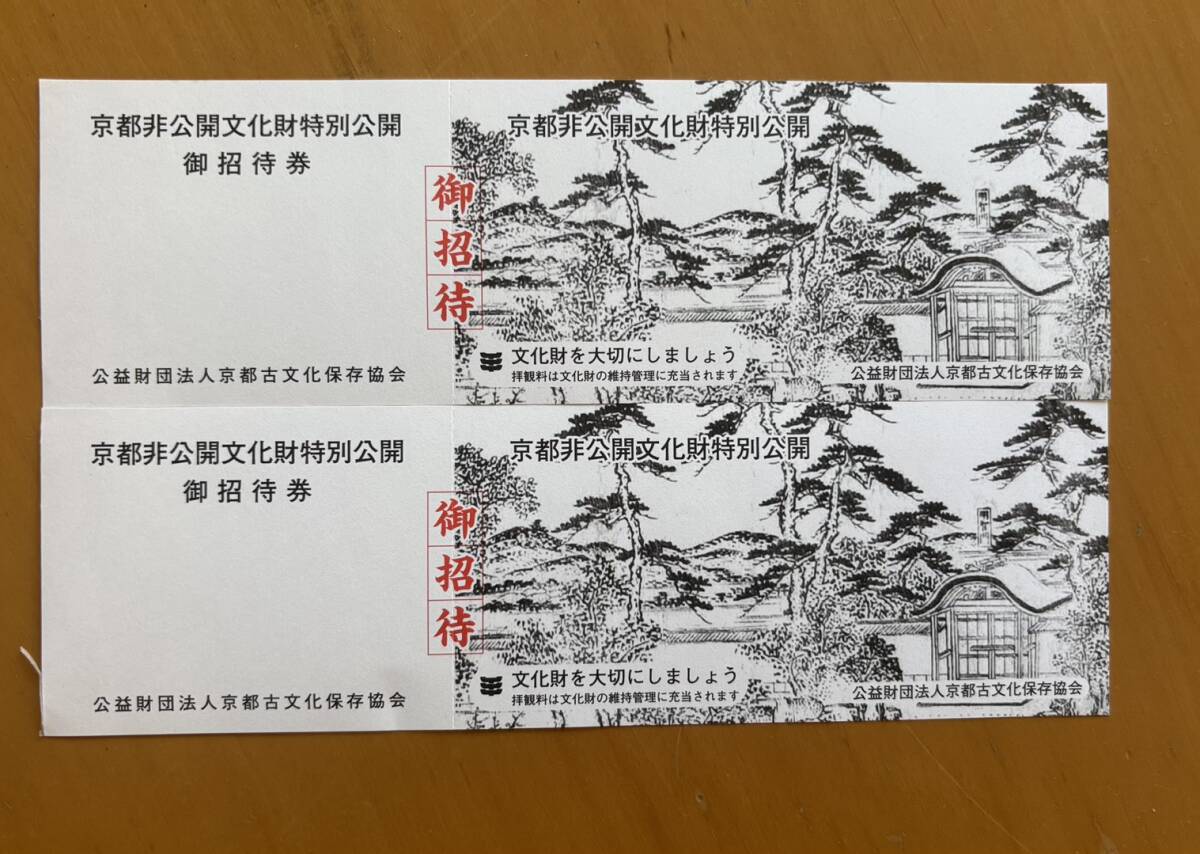 京都非公開文化財特別公開
御招待券
公益財団法人京都古文化保存協会
御招待
京都非公開文化財特別公開
文化財を大切にしましょう
拝観料は文化財の維持管理に充当されます
公益財団法人京都古文化保存協会
京都非公開文化財特別公開
御招待券
公益財団法人京都古文化保存協会
御招待
京都非公開文化財特別公開
文化財を大切にしましょう
拝観料は文化財の維持管理に充当されます
公益財団法人京都古文化保存協会